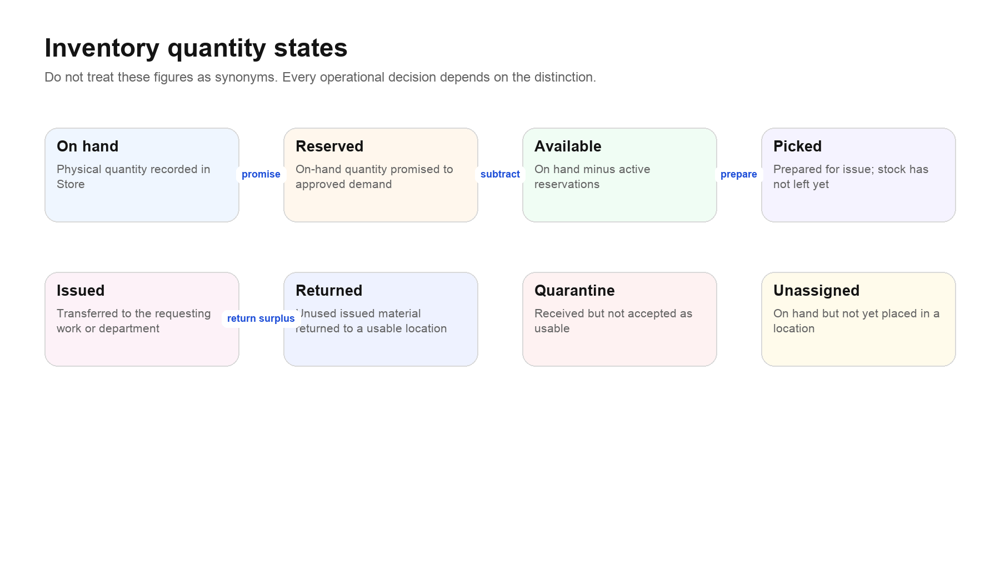 Inventory quantity states
Do not treat these figures as synonyms. Every operational decision depends on the distinction.
On hand
Physical quantity recorded in
Store
promise
Reserved
On-hand quantity promised to
approved demand
subtract
Available
On hand minus active
reservations
prepare
Picked
Prepared for issue; stock has
not left yet
Issued
Transferred to the requesting
work or department
return surplus
Returned
Unused issued material
returned to a usable location
Quarantine
Received but not accepted as
usable
Unassigned
On hand but not yet placed in a
location